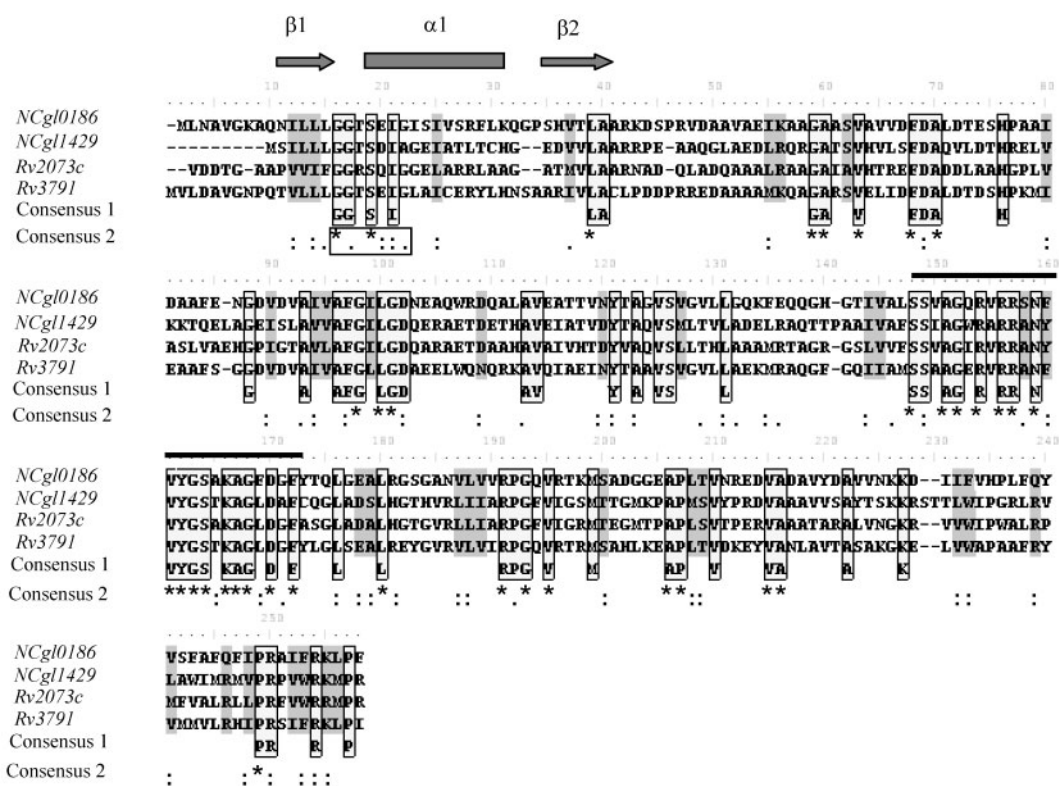 β1 α1 β2
10 20 30 40 50 60 70 80
NCgl0186 -MLNAVGKAQNILLLGGTSEIGISIVSRFLKQGPSHVTLAARKDSPRVDAAVAEIKAAGAASVAVVDFDALDTESHPAAI
NCgl1429 ----------MSILLLGGTSDIAGEIATLTCHG--EDVVLAARRPE-AAQGLAEDLRQRGATSVHVLSFDAQVLDTHRELV
Rv2073c --VDDTG-AAPVVIFGGRSQIGGELARRLAAG--ATMVLAARNAD-QLADQAAALRAAGAIAVHTREFDADDLAAHGPLV
Rv3791 MVLDAVGNPQTVLLLGGTSEIGLAICERYLHNSAARIVLACLPDDPRREDAAAAMKQAGARSVELIDFDALDTDSHPKMI
Consensus 1 GG S I LA GA V FDA H
Consensus 2 : : . * . * : : : . * : * * * : * * :
90 100 110 120 130 140 150 160
NCgl0186 DAAFE-NGDVDVAIVAFGILGDNEAQWRDQALAVEATTVNYTAGVSVGVLLGQKFEQQGH-GTIVALSSVAGQRVRRSNF
NCgl1429 KKTQELAGEISLAVVAFGILGDQERAETDETHAVEIATVDYTAQVSMLTVLADELRAQTTPAAIVAFSSIAGWRARRANY
Rv2073c ASLVAEHGPIGTAVLAFGILGDQARAETDAAHAVAIVHTDYVAQVSLLTHLAAAMRTAGR-GSLVVFSSVAGIRVRRANY
Rv3791 EAAFS-GGDVDVAIVAFGLLGDAEELWQNQRKAVQIAEINYTAAVSVGVLLAEKMRAQGF-GQIIAMSSAAGERVRRANF
Consensus 1 G A AFG LGD AV Y A VS L SS AG R RR N
Consensus 2 : . : . : * : * * : : . : : : . : : . : : . . * : * * * * * : * :
170 180 190 200 210 220 230 240
NCgl0186 VYGSAKAGFDGFYTQLGEALRGSGANVLVVRPGQVRTKMSADGGEAPLTVNREDVADAVYDAVVNKKD-IIFVHPLFQY
NCgl1429 VYGSTKAGLDAFCQGLADSLHGTHVRLIIARPGFVIGSMTTGMKPAPMSVYPRDVASAVVSAYTNKKRSTTLWIPGRLRV
Rv2073c VYGSAKAGLDAFASGLADALHGTGVRLLIARPGFVIGRMTEGMTPAPLSVTPERVAAATARALVNGKR--VVWIPWALRP
Rv3791 VYGSTKAGLDGFYLGLSEALREYGVRVLVIRPGQVRTRMSAHLKEAPLTVDKEYVANLAVTASAKGKE--LVWAPAAFRY
Consensus 1 VYGS KAG D F L L RPG V M AP V VA A K
Consensus 2 * * * * : * * * : * . * : : : * : : : * . * * : * * : : * * : : :
250
NCgl0186 VSFAFQFIPRAIFRKLPF
NCgl1429 LAWIMRMVPRPVWRKMPR
Rv2073c MFVALRLLPRFVWRRMPR
Rv3791 VMMVLRHIPRSIFRKLPI
Consensus 1 PR R P
Consensus 2 : : * : : : :